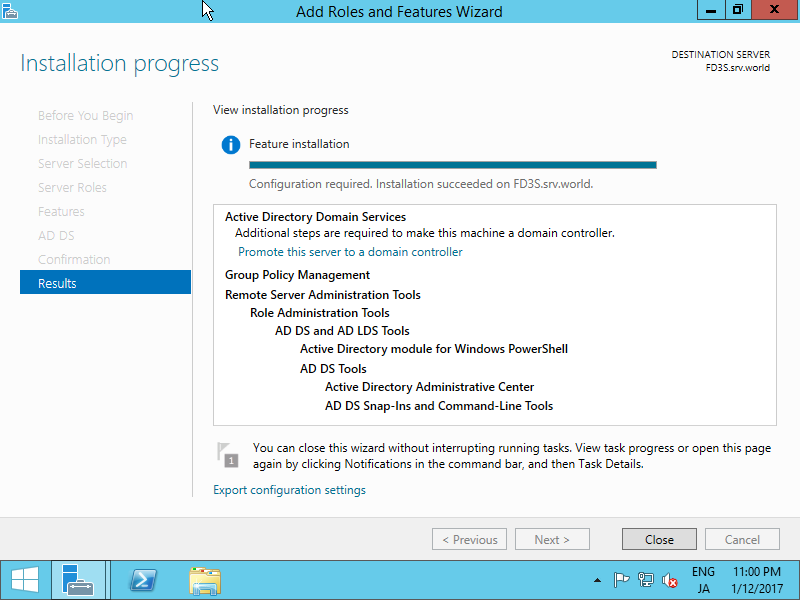 Add Roles and Features Wizard
Installation progress
DESTINATION SERVER
FD3S.srv.world
Before You Begin
Installation Type
Server Selection
Server Roles
Features
AD DS
Confirmation
Results
View installation progress
Feature installation
Configuration required. Installation succeeded on FD3S.srv.world.
Active Directory Domain Services
Additional steps are required to make this machine a domain controller.
Promote this server to a domain controller
Group Policy Management
Remote Server Administration Tools
Role Administration Tools
AD DS and AD LDS Tools
Active Directory module for Windows PowerShell
AD DS Tools
Active Directory Administrative Center
AD DS Snap-Ins and Command-Line Tools
1
You can close this wizard without interrupting running tasks. View task progress or open this page
again by clicking Notifications in the command bar, and then Task Details.
Export configuration settings
< Previous
Next >
Close
Cancel
ENG
JA
11:00 PM
1/12/2017